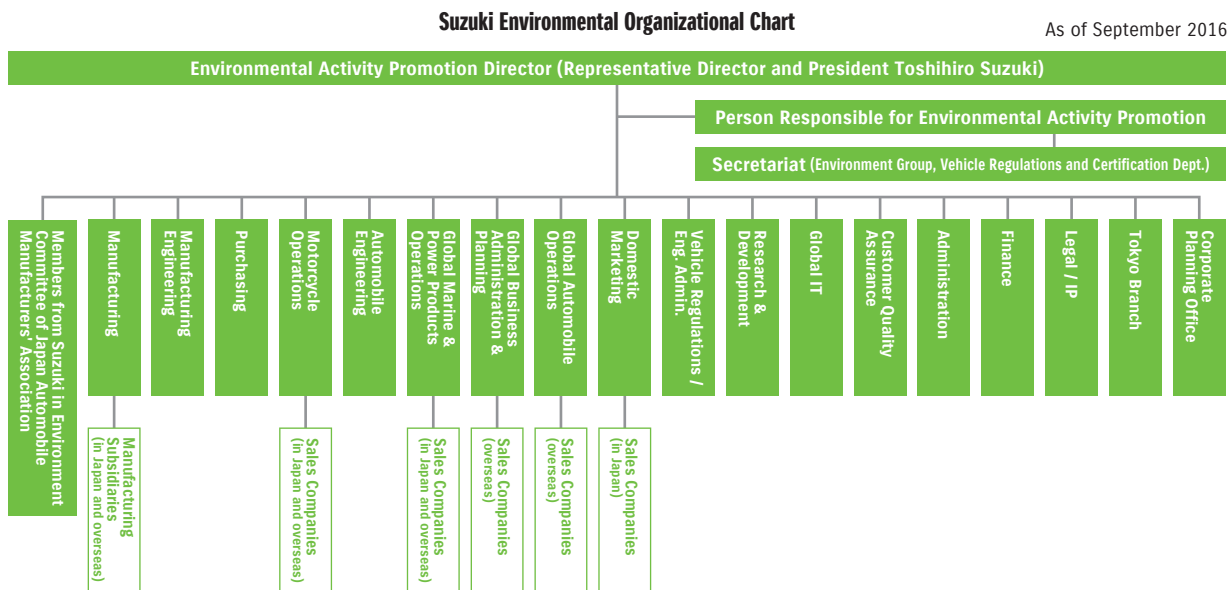 Suzuki Environmental Organizational Chart
As of September 2016
Environmental Activity Promotion Director (Representative Director and President Toshihiro Suzuki)
Person Responsible for Environmental Activity Promotion
Secretariat (Environment Group, Vehicle Regulations and Certification Dept.)
Members from Suzuki in Environment
Committee of Japan Automobile
Manufacturers' Association
Manufacturing
Manufacturing
Engineering
Purchasing
Motorcycle
Operations
Automobile
Engineering
Global Marine &
Power Products
Operations
Global Business
Administration &
Planning
Global Automobile
Operations
Domestic
Marketing
Vehicle Regulations /
Eng. Admin.
Research &
Development
Global IT
Customer Quality
Assurance
Administration
Finance
Legal / IP
Tokyo Branch
Corporate
Planning Office
Manufacturing
Subsidiaries
(in Japan and overseas)
Sales Companies
(in Japan and overseas)
Sales Companies
(in Japan and overseas)
Sales Companies
(overseas)
Sales Companies
(overseas)
Sales Companies
(in Japan)